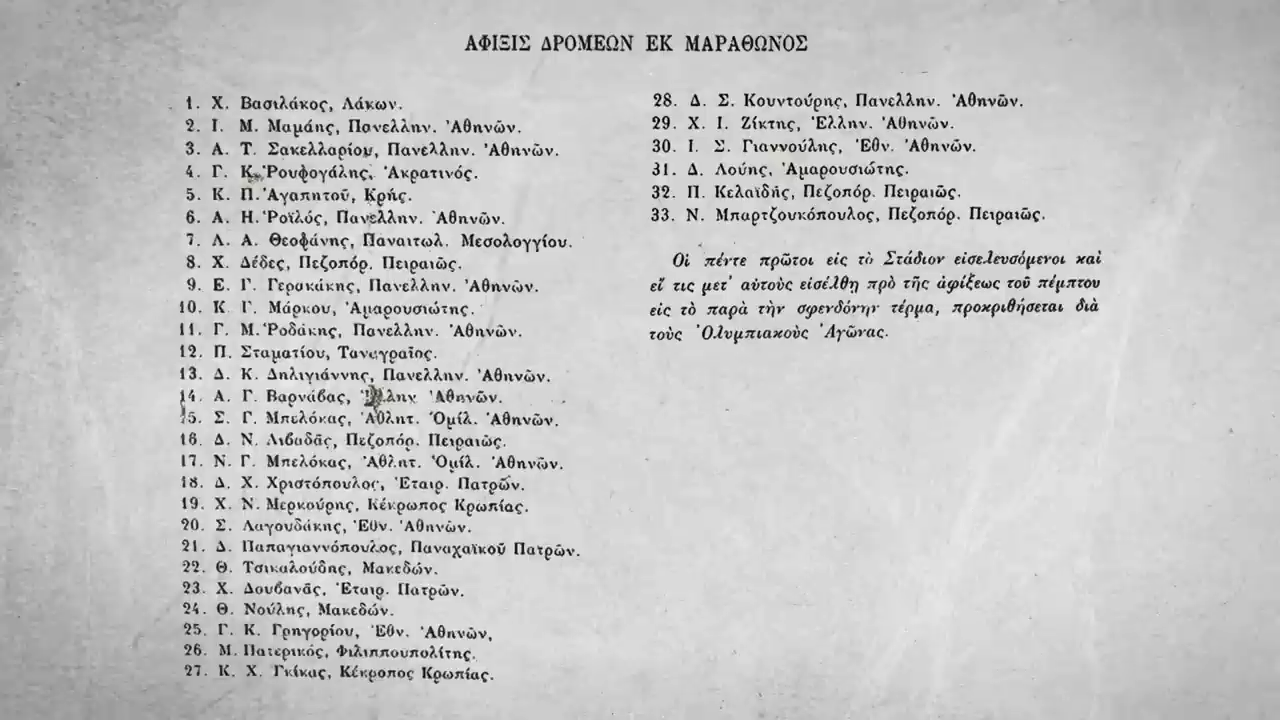 ΑΦΙΞΙΣ ΔΡΟΜΕΩΝ ΕΚ ΜΑΡΑΘΩΝΟΣ
1. Χ. Βασιλάκος, Λάκων.
2. Ι. Μ. Μαμάης, Πανελλην. Ἀθηνῶν.
3. Α. Τ. Σακελλαρίου, Πανελλην. Ἀθηνῶν.
4. Γ. Κ. Ῥουφογάλης, Ἀκρατινός.
5. Κ. Π. Ἀγαπητοῦ, Κρής.
6. Α. Η. Ῥοϊλός, Πανελλην. Ἀθηνῶν.
7. Λ. Α. Θεοφάνης, Παναιτωλ. Μεσολογγίου.
8. Χ. Δέδες, Πεζοπόρ. Πειραιῶς.
9. Ε. Γ. Γερακάκης, Πανελλην. Ἀθηνῶν.
10. Κ Γ. Μάρκου, Ἀμαρουσιώτης.
11. Γ. Μ. Ῥοδάκης, Πανελλην. Ἀθηνῶν.
12. Π. Σταματίου, Ταναγραῖος.
13. Δ. Κ. Δηλιγιάννης, Πανελλην. Ἀθηνῶν.
14. Α. Γ. Βαρνάβας, Ἀθηνῶν.
15. Σ. Γ. Μπελόκας, Ἀθλητ. Ὁμίλ. Ἀθηνῶν.
16. Δ. Ν. Λιβαδᾶς, Πεζοπόρ. Πειραιῶς.
17. Ν. Γ. Μπελόκας, Ἀθλητ. Ὁμίλ. Ἀθηνῶν.
18. Δ. Χ. Χριστόπουλος, Ἑταιρ. Πατρῶν.
19. Χ. Ν. Μερκούρης, Κέκροπος Κρωπίας.
20. Σ. Λαγουδάκης, Ἐθν. Ἀθηνῶν.
21. Δ. Παπαγιαννόπουλος, Παναχαϊκοῦ Πατρῶν.
22. Θ. Τσικαλούδης, Μακεδών.
23. Χ. Δουβανᾶς, Ἑταιρ. Πατρῶν.
24. Θ. Νούλης, Μακεδών.
25. Γ. Κ. Γρηγορίου, Ἐθν. Ἀθηνῶν,
26. Μ. Πατερικός, Φιλιππουπολίτης.
27. Κ. Χ. Γκίκας, Κέκροπος Κρωπίας.
28. Δ. Σ. Κουντούρης, Πανελλην. Ἀθηνῶν.
29. Χ. Ι. Ζίκτης, Ἑλλην. Ἀθηνῶν.
30. Ι. Σ. Γιαννούλης, Ἐθν. Ἀθηνῶν.
31. Δ. Λούης, Ἀμαρουσιώτης.
32. Π. Κελαϊδῆς, Πεζοπόρ. Πειραιῶς.
33. Ν. Μπαρτζουκόπουλος, Πεζοπόρ. Πειραιῶς.
Οἱ πέντε πρῶτοι εἰς τὸ Στάδιον εἰσελευσόμενοι καὶ
εἴ τις μετ' αὐτοὺς εἰσέλθῃ πρὸ τῆς ἀφίξεως τοῦ πέμπτου
εἰς τὸ παρὰ τὴν σφενδόνην τέρμα, προκριθήσεται διὰ
τοὺς Ὀλυμπιακοὺς Ἀγῶνας.